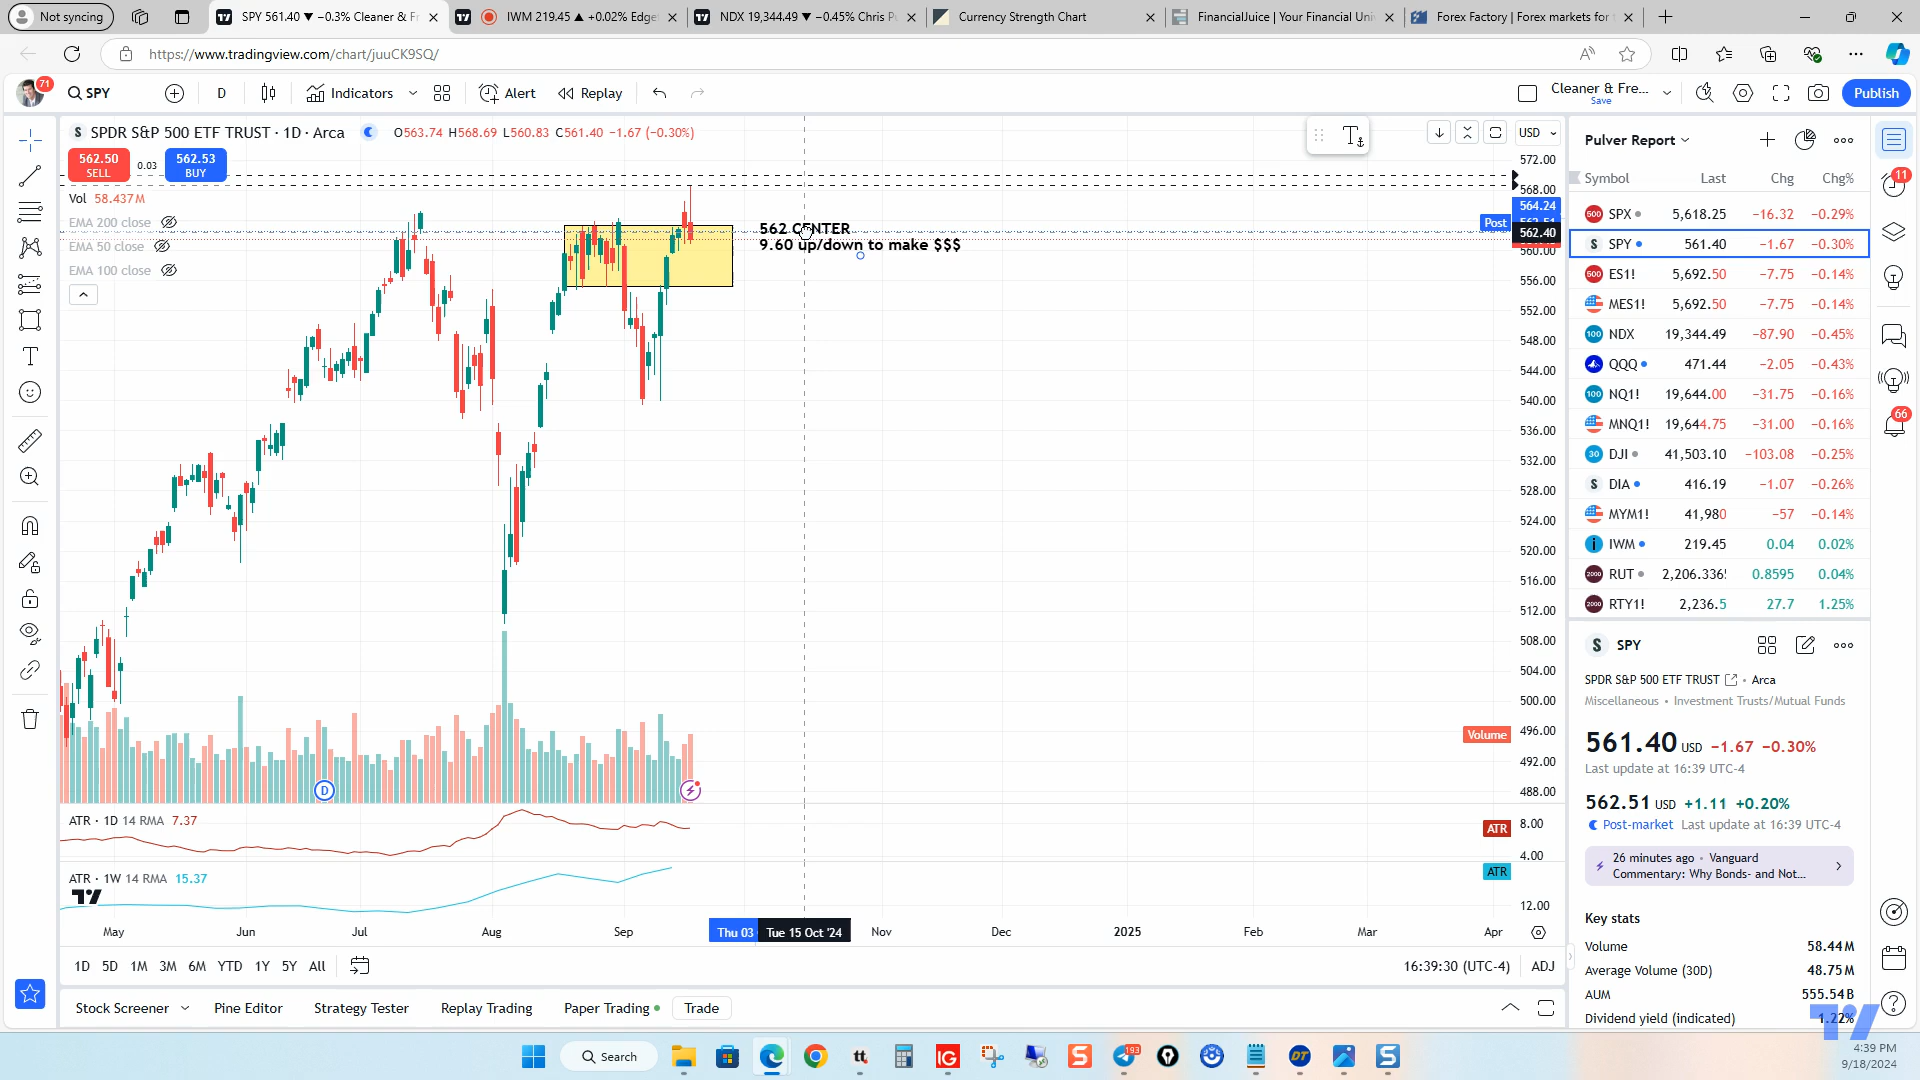 Not syncing
SPY 561.40 ▼ −0.3% Cleaner & Fr
IWM 219.45 ▲ +0.02% Edge
NDX 19,344.49 ▼ −0.45% Chris P
Currency Strength Chart
FinancialJuice | Your Financial Uni
Forex Factory | Forex markets for
https://www.tradingview.com/chart/juuCK9SQ/
71
SPY
D
Indicators
Alert
Replay
Cleaner & Fre...
Save
Publish
SPDR S&P 500 ETF TRUST · 1D · Arca
O563.74 H568.69 L560.83 C561.40 −1.67 (−0.30%)
562.50
SELL
0.03
562.53
BUY
Vol 58.437M
EMA 200 close
EMA 50 close
EMA 100 close
562 CENTER
9.60 up/down to make $$$
USD
572.00
568.00
564.24
Post
562.40
560.00
556.00
552.00
548.00
544.00
540.00
536.00
532.00
528.00
524.00
520.00
516.00
512.00
508.00
504.00
500.00
496.00
Volume
492.00
488.00
D
ATR · 1D 14 RMA 7.37
ATR
8.00
4.00
ATR · 1W 14 RMA 15.37
ATR
12.00
May
Jun
Jul
Aug
Sep
Thu 03
Tue 15 Oct '24
Nov
Dec
2025
Feb
Mar
Apr
1D 5D 1M 3M 6M YTD 1Y 5Y All
16:39:30 (UTC-4)
ADJ
Stock Screener
Pine Editor
Strategy Tester
Replay Trading
Paper Trading
Trade
Pulver Report
Symbol Last Chg Chg%
SPX 5,618.25 −16.32 −0.29%
SPY 561.40 −1.67 −0.30%
ES1! 5,692.50 −7.75 −0.14%
MES1! 5,692.50 −7.75 −0.14%
NDX 19,344.49 −87.90 −0.45%
QQQ 471.44 −2.05 −0.43%
NQ1! 19,644.00 −31.75 −0.16%
MNQ1! 19,644.75 −31.00 −0.16%
DJI 41,503.10 −103.08 −0.25%
DIA 416.19 −1.07 −0.26%
MYM1! 41,980 −57 −0.14%
IWM 219.45 0.04 0.02%
RUT 2,206.336 0.8595 0.04%
RTY1! 2,236.5 27.7 1.25%
SPY
SPDR S&P 500 ETF TRUST • Arca
Miscellaneous • Investment Trusts/Mutual Funds
561.40 USD −1.67 −0.30%
Last update at 16:39 UTC-4
562.51 USD +1.11 +0.20%
Post-market Last update at 16:39 UTC-4
26 minutes ago • Vanguard
Commentary: Why Bonds- and Not...
Key stats
Volume 58.44M
Average Volume (30D) 48.75M
AUM 555.54B
Dividend yield (indicated) 1.22%
11
66
Search
193
4:39 PM
9/18/2024